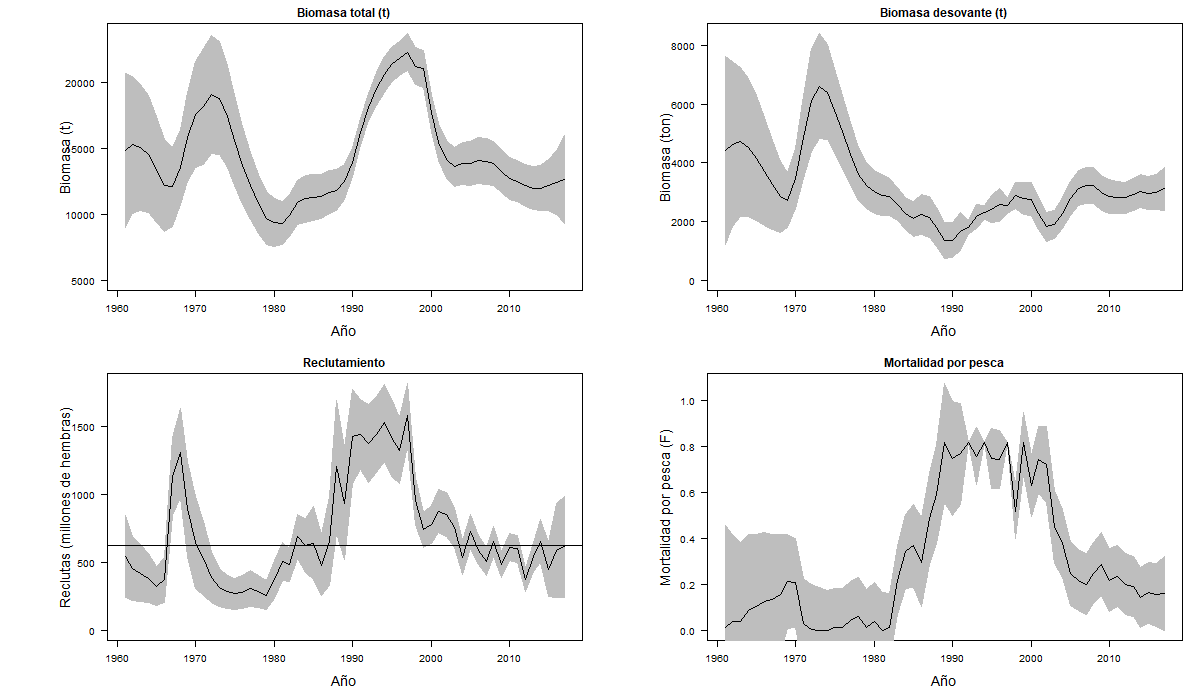 Biomasa total (t)
Biomasa (t)
20000
15000
10000
5000
1960 1970 1980 1990 2000 2010
Año
Biomasa desovante (t)
Biomasa (ton)
8000
6000
4000
2000
0
1960 1970 1980 1990 2000 2010
Año
Reclutamiento
Reclutas (millones de hembras)
1500
1000
500
0
1960 1970 1980 1990 2000 2010
Año
Mortalidad por pesca
Mortalidad por pesca (F)
1.0
0.8
0.6
0.4
0.2
0.0
1960 1970 1980 1990 2000 2010
Año